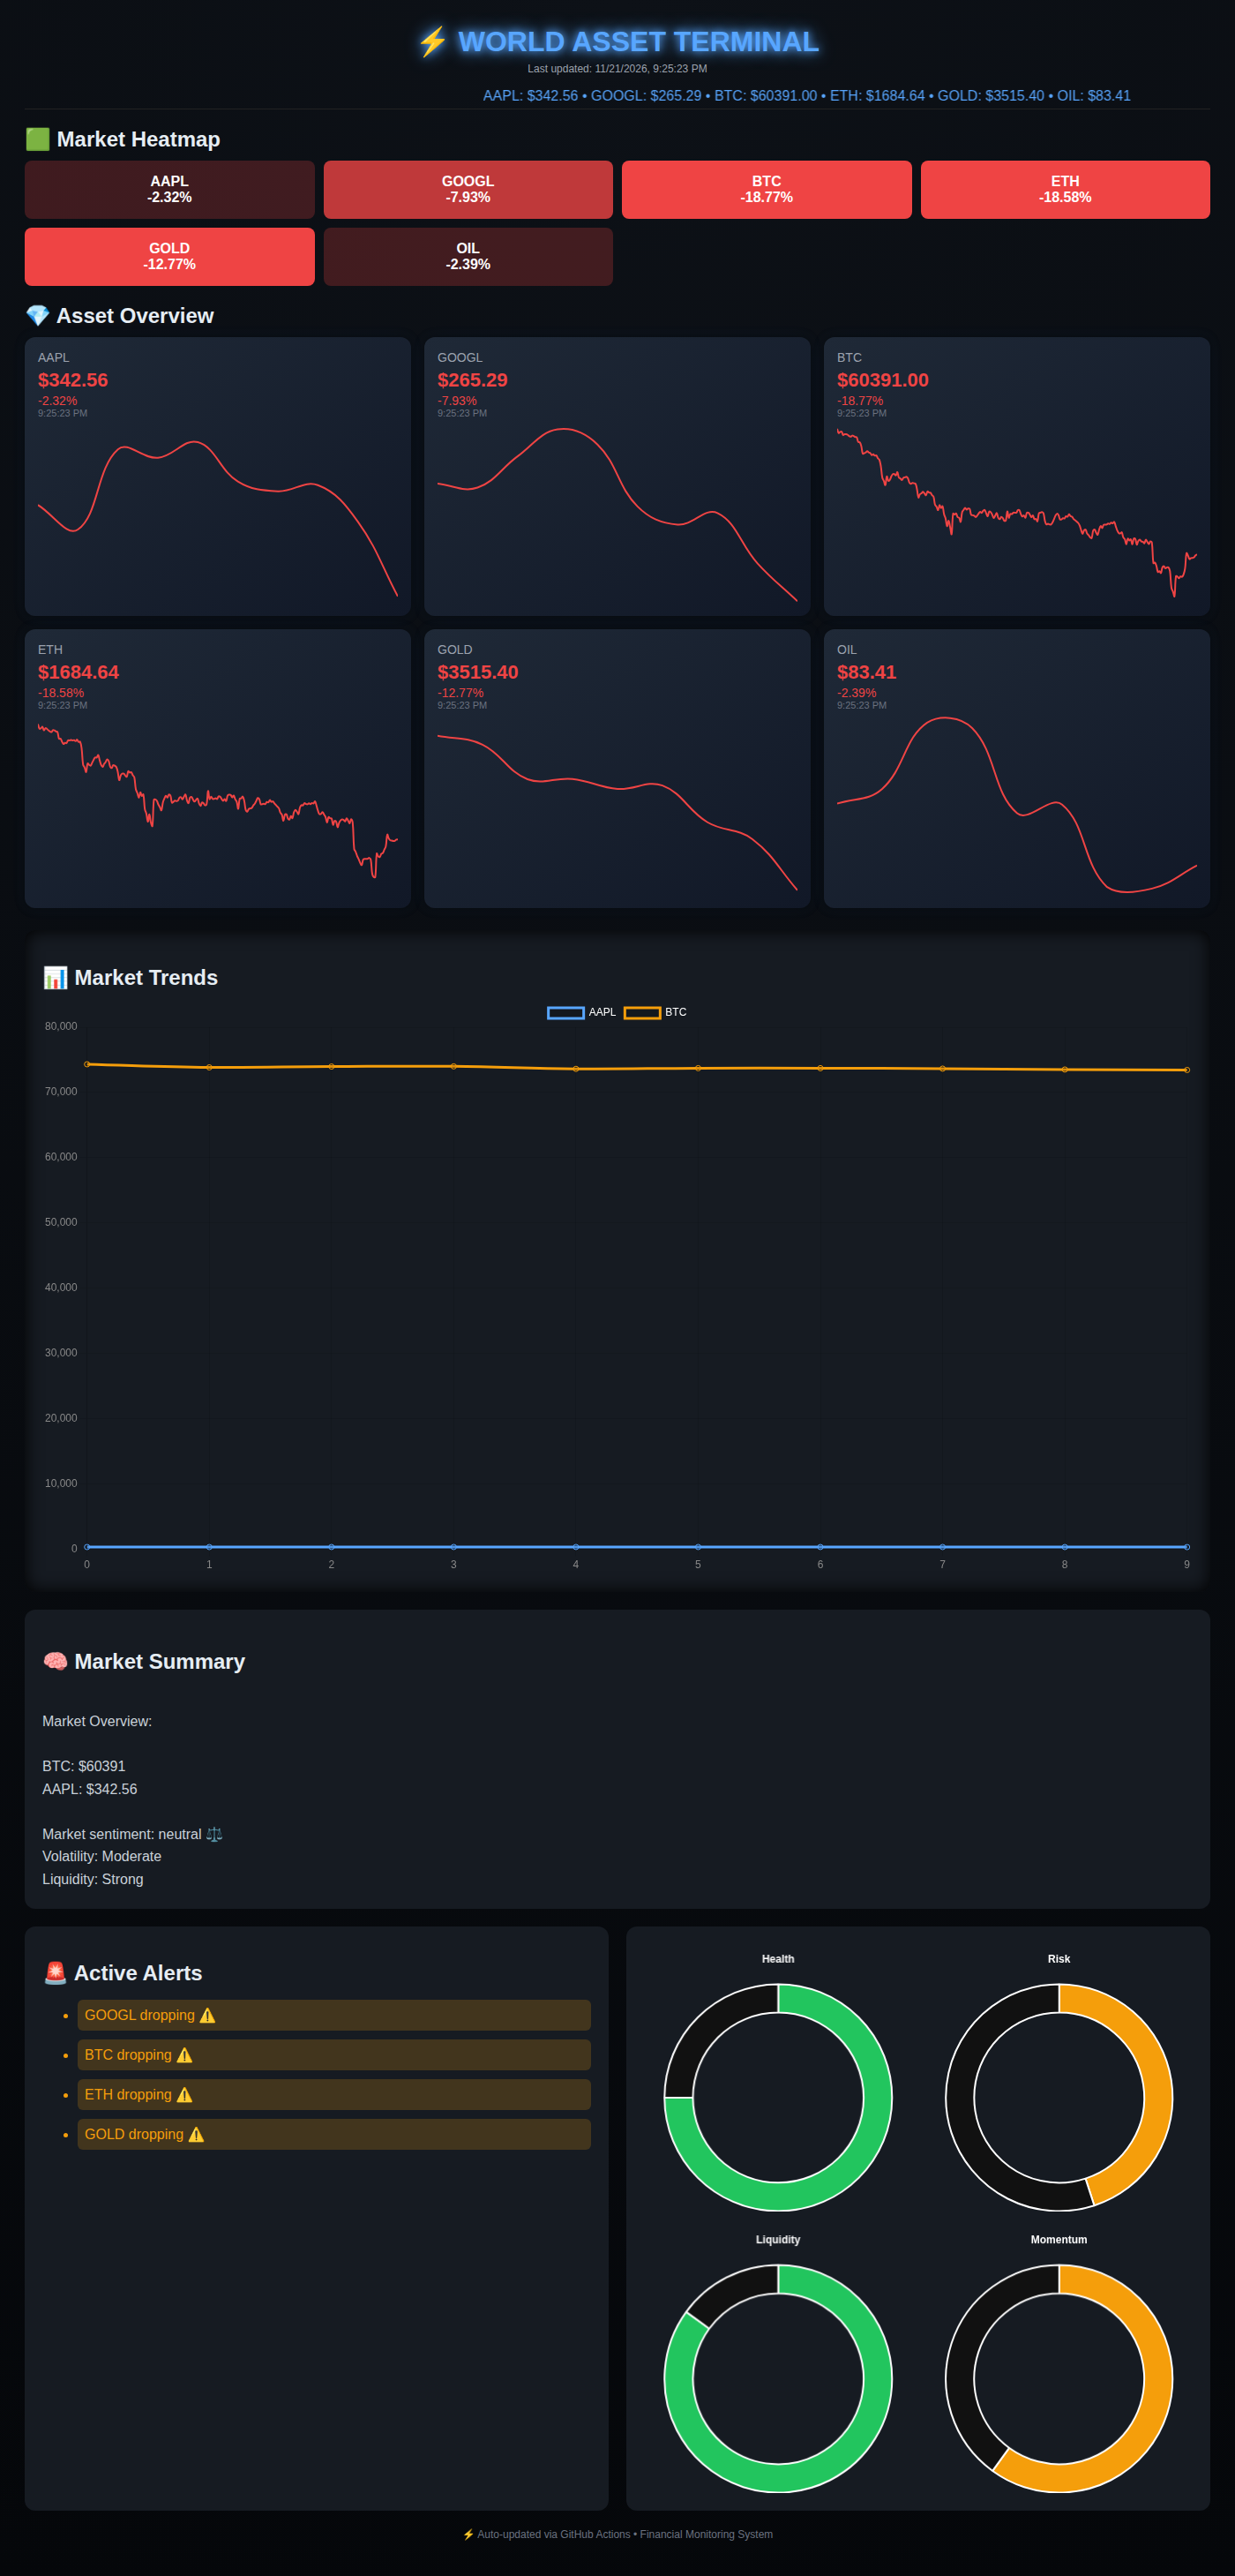 ⚡ WORLD ASSET TERMINAL
Last updated: 11/21/2026, 9:25:23 PM
AAPL: $342.56 • GOOGL: $265.29 • BTC: $60391.00 • ETH: $1684.64 • GOLD: $3515.40 • OIL: $83.41
🟩 Market Heatmap
AAPL
-2.32%
GOOGL
-7.93%
BTC
-18.77%
ETH
-18.58%
GOLD
-12.77%
OIL
-2.39%
💎 Asset Overview
AAPL
$342.56
-2.32%
9:25:23 PM
GOOGL
$265.29
-7.93%
9:25:23 PM
BTC
$60391.00
-18.77%
9:25:23 PM
ETH
$1684.64
-18.58%
9:25:23 PM
GOLD
$3515.40
-12.77%
9:25:23 PM
OIL
$83.41
-2.39%
9:25:23 PM
📊 Market Trends
AAPL BTC
80,000
70,000
60,000
50,000
40,000
30,000
20,000
10,000
0
0 1 2 3 4 5 6 7 8 9
🧠 Market Summary
Market Overview:
BTC: $60391
AAPL: $342.56
Market sentiment: neutral ⚖️
Volatility: Moderate
Liquidity: Strong
🚨 Active Alerts
• GOOGL dropping ⚠️
• BTC dropping ⚠️
• ETH dropping ⚠️
• GOLD dropping ⚠️
Health
Risk
Liquidity
Momentum
⚡ Auto-updated via GitHub Actions • Financial Monitoring System